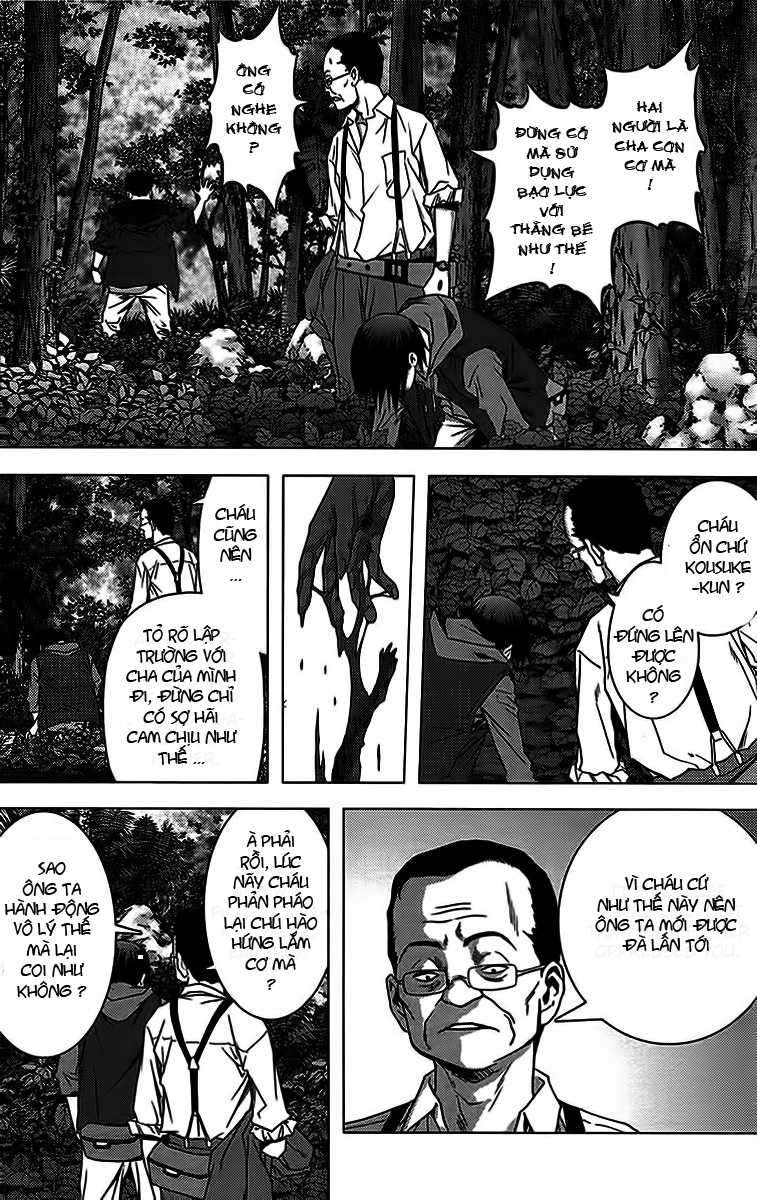 HAI
NGƯỜI LÀ
CHA CON
CƠ MÀ
!
ĐỪNG CÓ
MÀ SỬ
DỤNG
BẠO LỰC
VỚI
THẰNG BÉ
NHƯ THẾ
!
ÔNG
CÓ
NGHE
KHÔNG
?
CHÁU
ỔN CHỨ
KOUSUKE
-KUN ?
CÓ
ĐỨNG LÊN
ĐƯỢC
KHÔNG
?
CHÁU
CŨNG
NÊN
...
TỎ RÕ LẬP
TRƯỜNG VỚI
CHA CỦA MÌNH
ĐI, ĐỪNG CHỈ
CÓ SỢ HÃI
CAM CHỊU NHƯ
THẾ ...
VÌ CHÁU CỨ
NHƯ THẾ NÀY NÊN
ÔNG TA MỚI ĐƯỢC
ĐÀ LẤN TỚI
À PHẢI
RỒI, LÚC
NÃY CHÁU
PHẢN PHÁO
LẠI CHÚ HÀO
HỨNG LẮM
CƠ MÀ
?
SAO
ÔNG TA
HÀNH ĐỘNG
VÔ LÝ THẾ
MÀ LẠI
COI NHƯ
KHÔNG ?